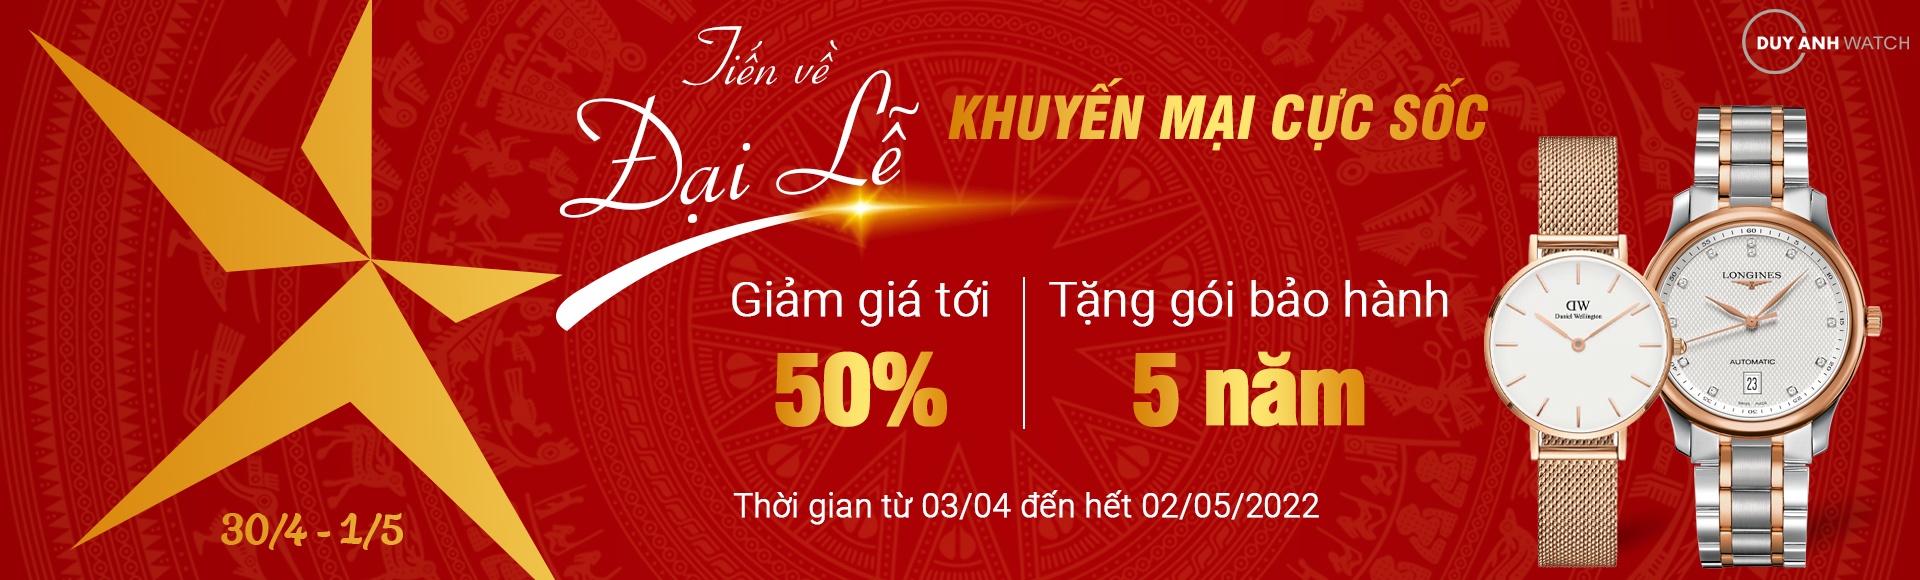 DUY ANH WATCH
Tiến về
Đại Lễ
KHUYẾN MẠI CỰC SỐC
Giảm giá tới
50%
Tặng gói bảo hành
5 năm
Thời gian từ 03/04 đến hết 02/05/2022
30/4 - 1/5
DW
Daniel Wellington
LONGINES
AUTOMATIC
23